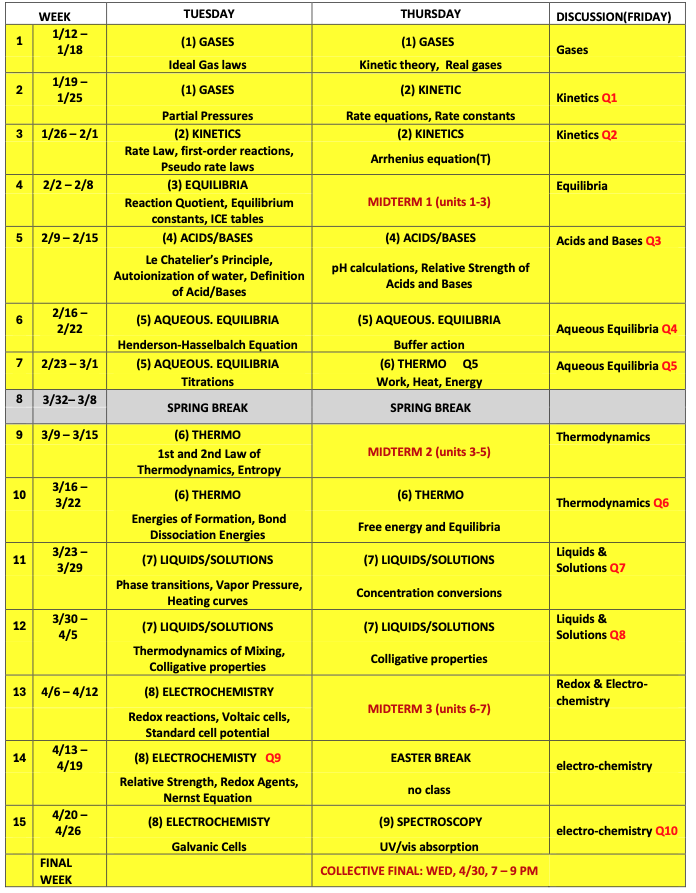 WEEK TUESDAY THURSDAY DISCUSSION(FRIDAY)
1 1/12 – 1/18
(1) GASES
Ideal Gas laws
(1) GASES
Kinetic theory, Real gases
Gases
2 1/19 – 1/25
(1) GASES
Partial Pressures
(2) KINETIC
Rate equations, Rate constants
Kinetics Q1
3 1/26 – 2/1
(2) KINETICS
Rate Law, first-order reactions,
Pseudo rate laws
(2) KINETICS
Arrhenius equation(T)
Kinetics Q2
4 2/2 – 2/8
(3) EQUILIBRIA
Reaction Quotient, Equilibrium
constants, ICE tables
MIDTERM 1 (units 1-3)
Equilibria
5 2/9 – 2/15
(4) ACIDS/BASES
Le Chatelier’s Principle,
Autoionization of water, Definition
of Acid/Bases
(4) ACIDS/BASES
pH calculations, Relative Strength of
Acids and Bases
Acids and Bases Q3
6 2/16 –
2/22
(5) AQUEOUS. EQUILIBRIA
Henderson-Hasselbalch Equation
(5) AQUEOUS. EQUILIBRIA
Buffer action
Aqueous Equilibria Q4
7 2/23 – 3/1
(5) AQUEOUS. EQUILIBRIA
Titrations
(6) THERMO Q5
Work, Heat, Energy
Aqueous Equilibria Q5
8 3/32– 3/8
SPRING BREAK
SPRING BREAK
9 3/9 – 3/15
(6) THERMO
1st and 2nd Law of
Thermodynamics, Entropy
MIDTERM 2 (units 3-5)
Thermodynamics
10 3/16 –
3/22
(6) THERMO
Energies of Formation, Bond
Dissociation Energies
(6) THERMO
Free energy and Equilibria
Thermodynamics Q6
11 3/23 –
3/29
(7) LIQUIDS/SOLUTIONS
Phase transitions, Vapor Pressure,
Heating curves
(7) LIQUIDS/SOLUTIONS
Concentration conversions
Liquids &
Solutions Q7
12 3/30 –
4/5
(7) LIQUIDS/SOLUTIONS
Thermodynamics of Mixing,
Colligative properties
(7) LIQUIDS/SOLUTIONS
Colligative properties
Liquids &
Solutions Q8
13 4/6 – 4/12
(8) ELECTROCHEMISTRY
Redox reactions, Voltaic cells,
Standard cell potential
MIDTERM 3 (units 6-7)
Redox & Electro-
chemistry
14 4/13 –
4/19
(8) ELECTROCHEMISTY Q9
Relative Strength, Redox Agents,
Nernst Equation
EASTER BREAK
no class
electro-chemistry
15 4/20 –
4/26
(8) ELECTROCHEMISTY
Galvanic Cells
(9) SPECTROSCOPY
UV/vis absorption
electro-chemistry Q10
FINAL
WEEK
COLLECTIVE FINAL: WED, 4/30, 7 – 9 PM